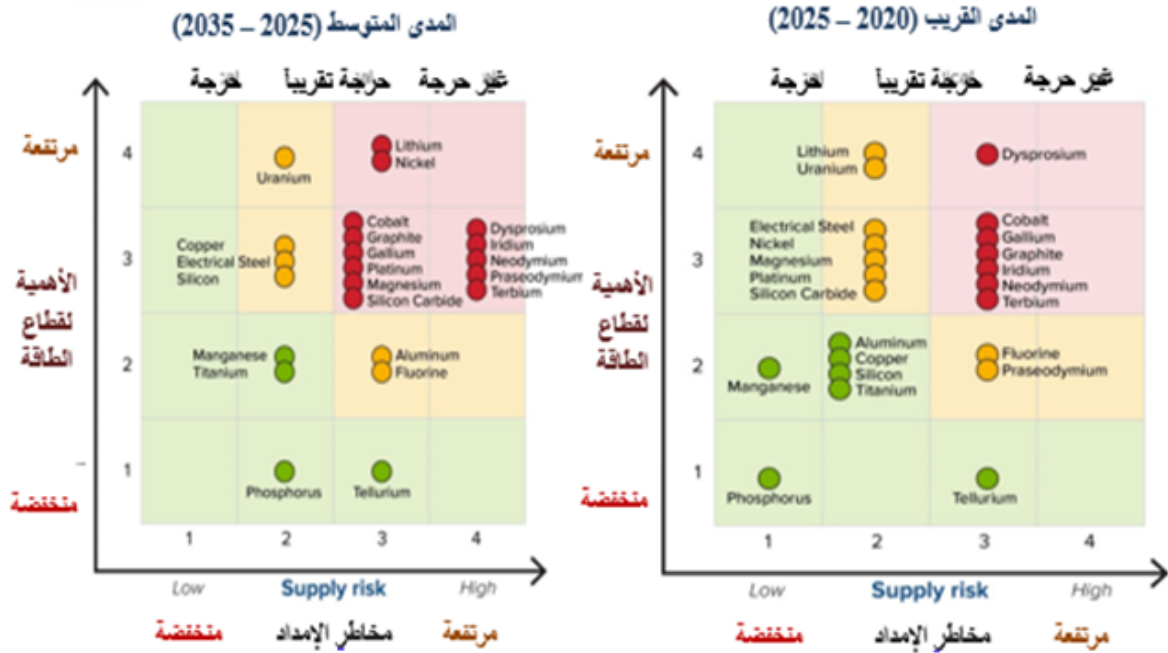 المدى القريب (2020 – 2025)
غير حرجة
حرجة تقريباً
حرجة
مرتفعة
4
Lithium
Uranium
Dysprosium
الأهمية
لقطاع
الطاقة
3
Electrical Steel
Nickel
Magnesium
Platinum
Silicon Carbide
Cobalt
Gallium
Graphite
Iridium
Neodymium
Terbium
2
Manganese
Aluminum
Copper
Silicon
Titanium
Fluorine
Praseodymium
منخفضة
1
Phosphorus
Tellurium
1 2 3 4
Low Supply risk High
منخفضة
مخاطر الإمداد
مرتفعة
المدى المتوسط (2025 – 2035)
غير حرجة
حرجة تقريباً
حرجة
مرتفعة
4
Uranium
Lithium
Nickel
الأهمية
لقطاع
الطاقة
3
Copper
Electrical Steel
Silicon
Cobalt
Graphite
Gallium
Platinum
Magnesium
Silicon Carbide
Dysprosium
Iridium
Neodymium
Praseodymium
Terbium
2
Manganese
Titanium
Aluminum
Fluorine
منخفضة
1
Phosphorus
Tellurium
1 2 3 4
Low Supply risk High
منخفضة
مخاطر الإمداد
مرتفعة